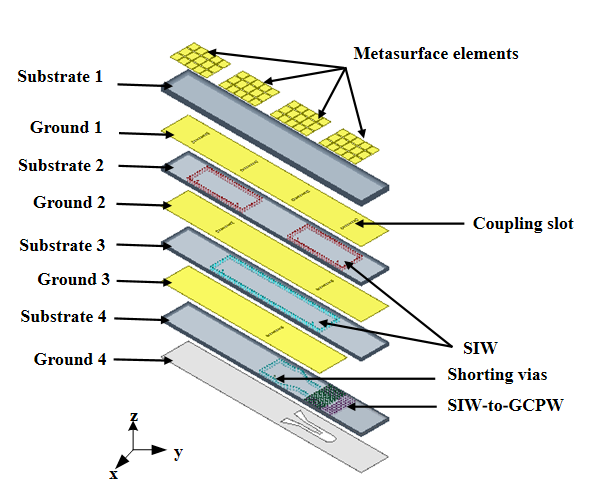 Metasurface elements
Substrate 1
Ground 1
Substrate 2
Ground 2
Coupling slot
Substrate 3
Ground 3
Substrate 4
SIW
Ground 4
Shorting vias
SIW-to-GCPW
z
y
x